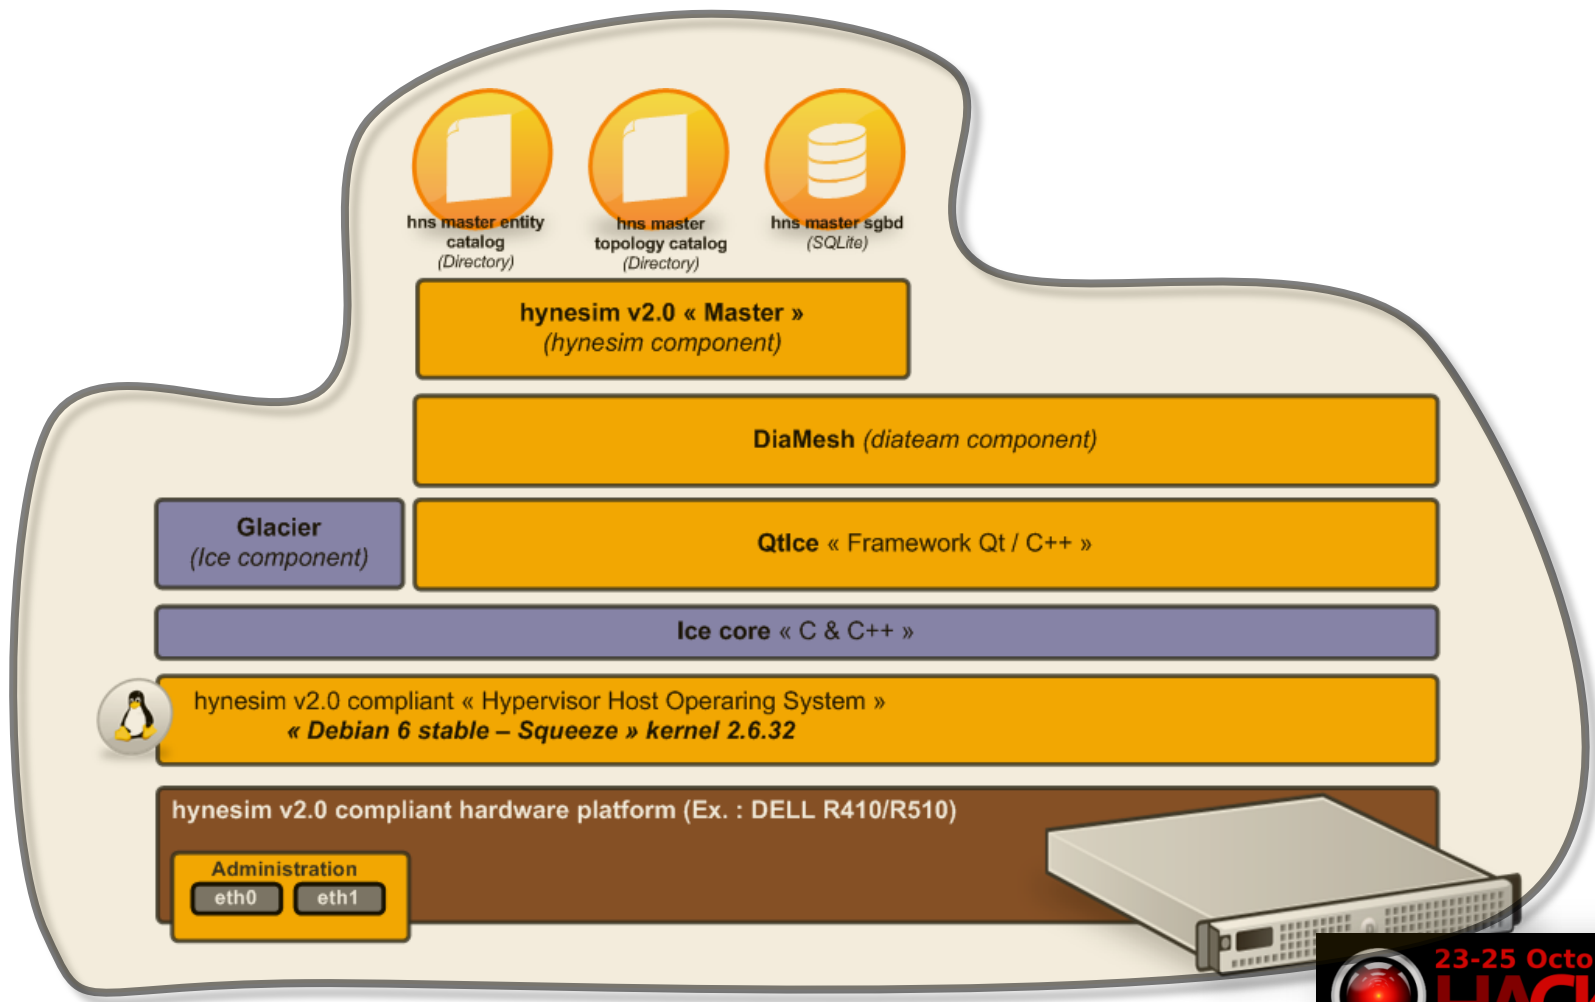 hns master entity
catalog
(Directory)
hns master
topology catalog
(Directory)
hns master sgbd
(SQLite)
hynesim v2.0 « Master »
(hynesim component)
DiaMesh (diateam component)
Glacier
(Ice component)
QtIce « Framework Qt / C++ »
Ice core « C & C++ »
hynesim v2.0 compliant « Hypervisor Host Operaring System »
« Debian 6 stable – Squeeze » kernel 2.6.32
hynesim v2.0 compliant hardware platform (Ex. : DELL R410/R510)
Administration
eth0 eth1
23-25 Octo